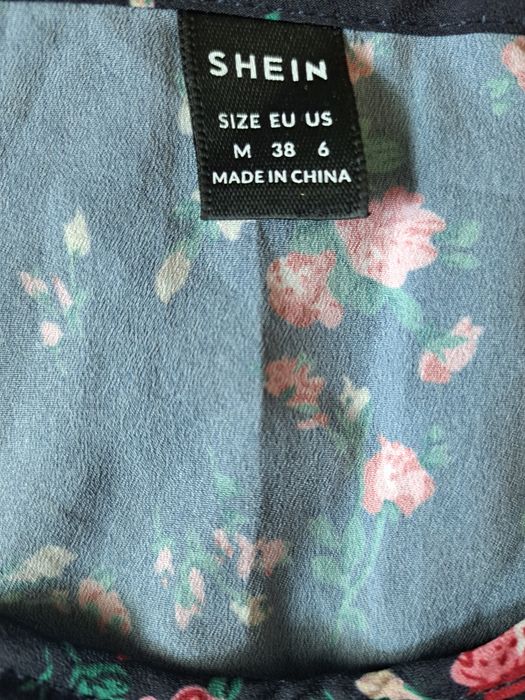 SHEIN
SIZE EU US
M 38 6
MADE IN CHINA